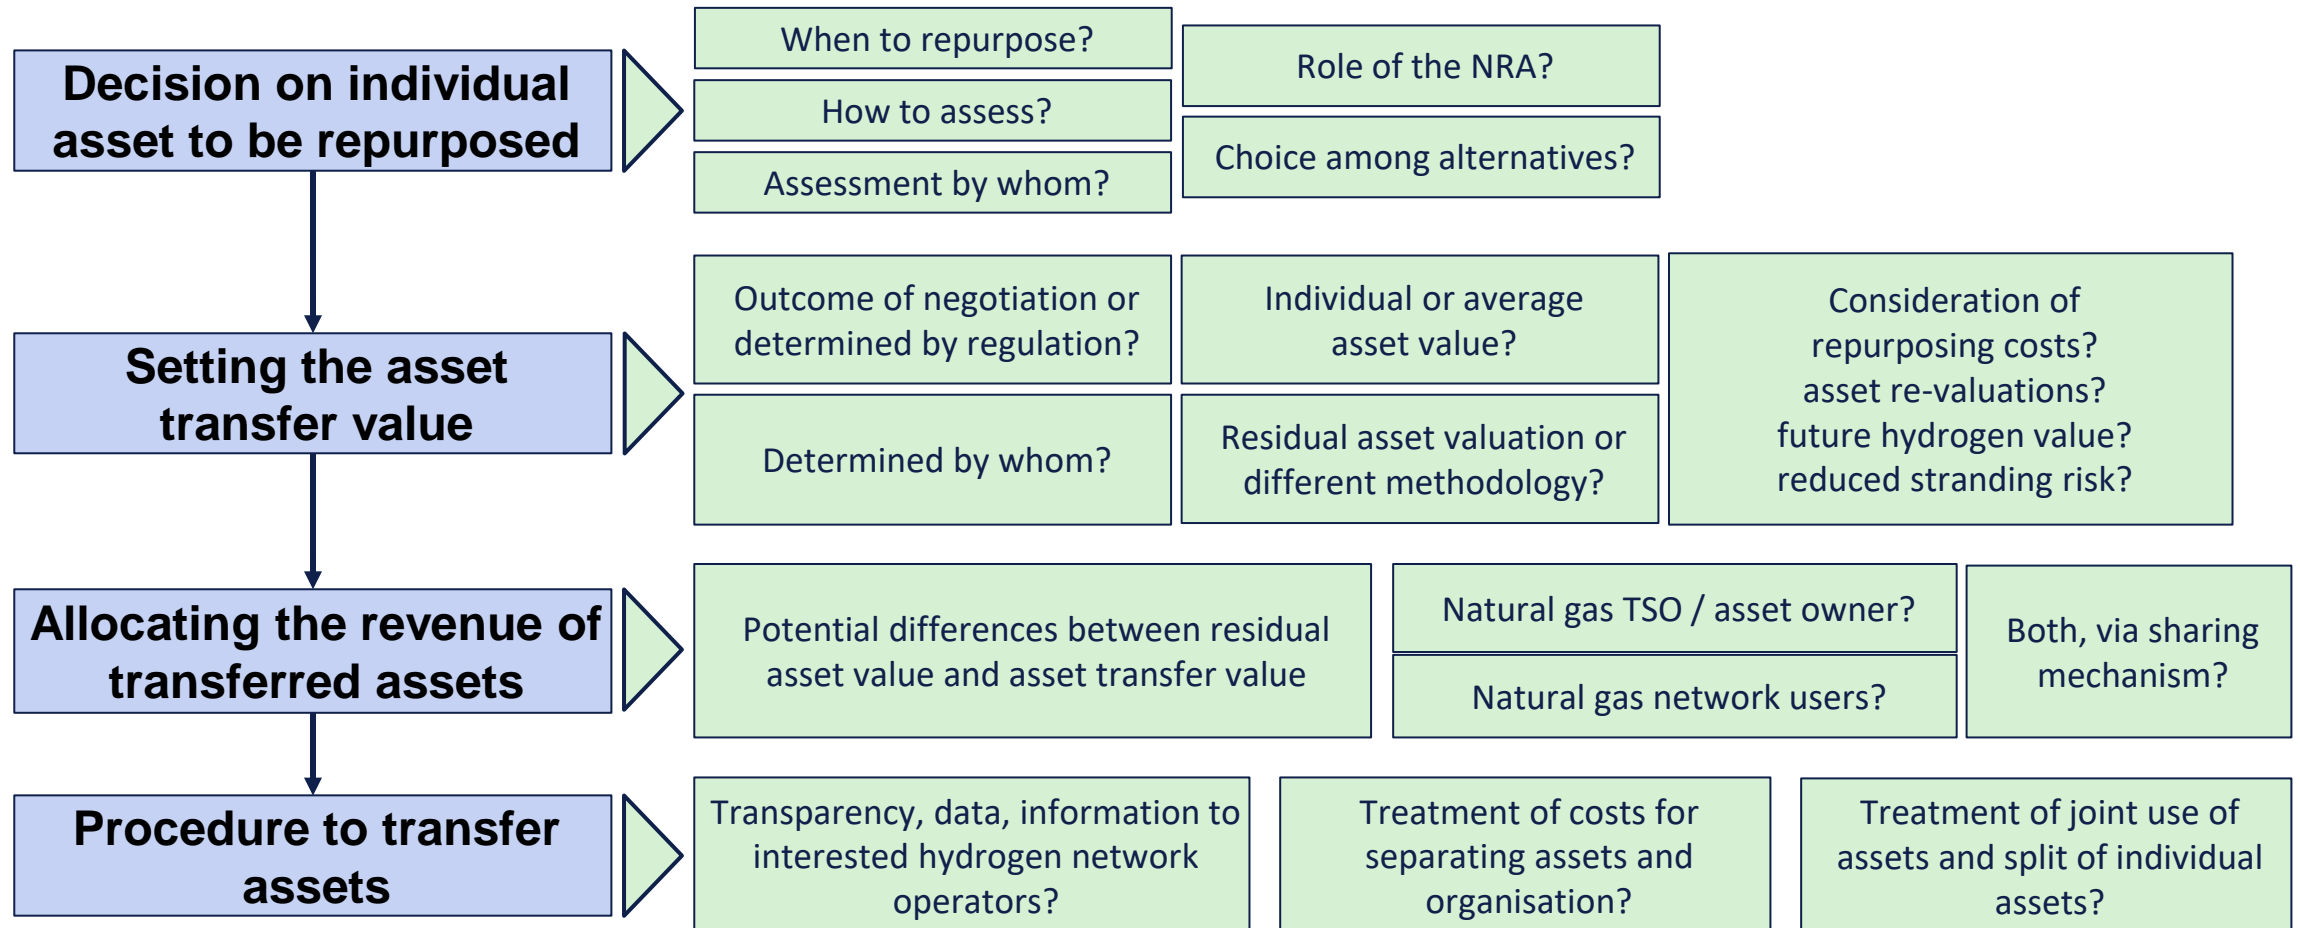 Decision on individual
asset to be repurposed
When to repurpose?
How to assess?
Assessment by whom?
Role of the NRA?
Choice among alternatives?
Setting the asset
transfer value
Outcome of negotiation or
determined by regulation?
Determined by whom?
Individual or average
asset value?
Residual asset valuation or
different methodology?
Consideration of
repurposing costs?
asset re-valuations?
future hydrogen value?
reduced stranding risk?
Allocating the revenue of
transferred assets
Potential differences between residual
asset value and asset transfer value
Natural gas TSO / asset owner?
Natural gas network users?
Both, via sharing
mechanism?
Procedure to transfer
assets
Transparency, data, information to
interested hydrogen network
operators?
Treatment of costs for
separating assets and
organisation?
Treatment of joint use of
assets and split of individual
assets?